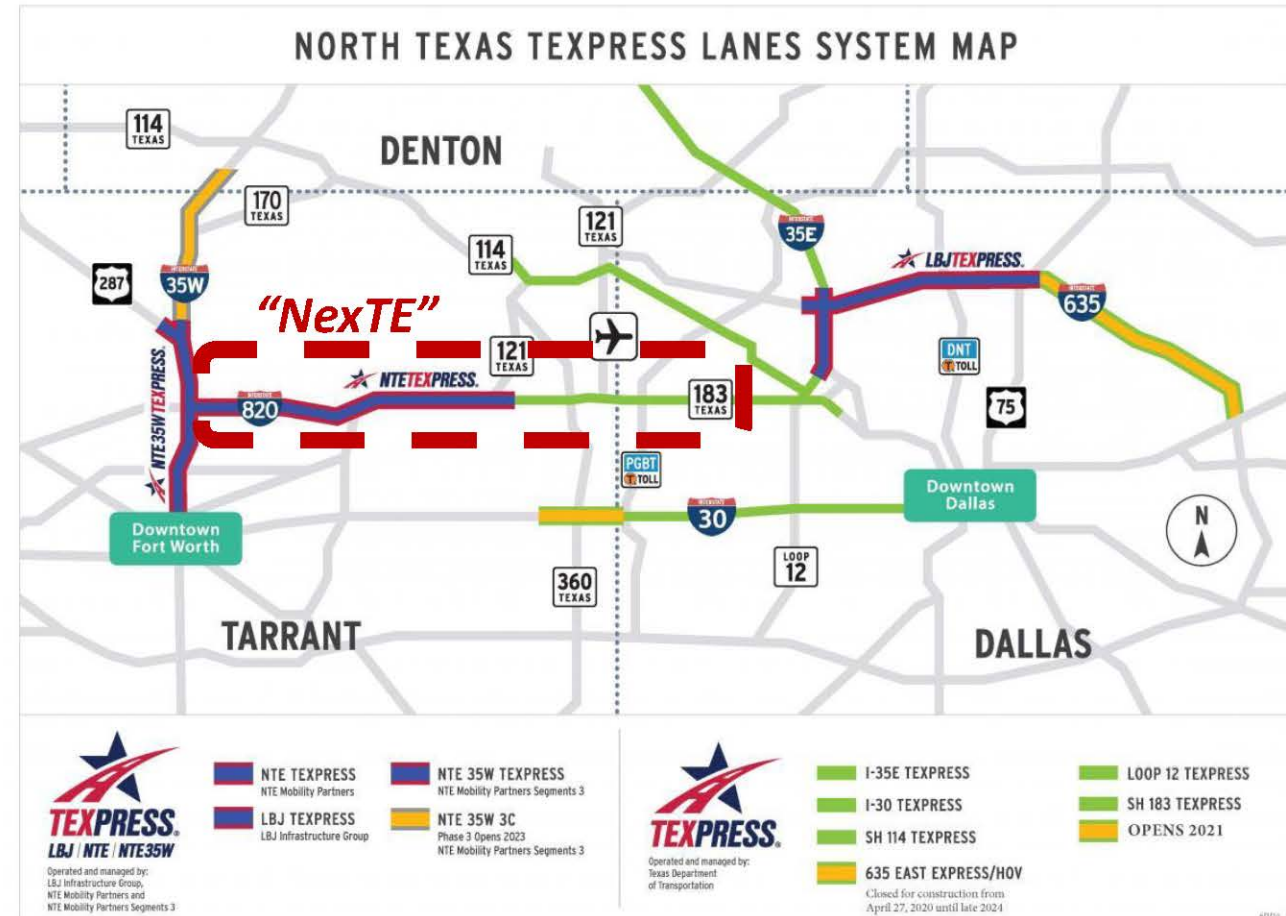 NORTH TEXAS TEXPRESS LANES SYSTEM MAP
114
TEXAS
DENTON
170
TEXAS
121
TEXAS
INTERSTATE
35E
114
TEXAS
LBJTEXPRESS.
287
INTERSTATE
35W
INTERSTATE
635
"NexTE"
121
TEXAS
DNT
TOLL
NTETEXPRESS.
183
TEXAS
INTERSTATE
820
75
NTE35WTEXPRESS.
PGBT
TOLL
Downtown
Dallas
INTERSTATE
30
N
Downtown
Fort Worth
LOOP
12
360
TEXAS
TARRANT
DALLAS
TEXPRESS.
LBJ | NTE | NTE35W
Operated and managed by:
LBJ Infrastructure Group,
NTE Mobility Partners and
NTE Mobility Partners Segments 3
NTE TEXPRESS
NTE Mobility Partners
LBJ TEXPRESS
LBJ Infrastructure Group
NTE 35W TEXPRESS
NTE Mobility Partners Segments 3
NTE 35W 3C
Phase 3 Opens 2023
NTE Mobility Partners Segments 3
TEXPRESS.
Operated and managed by:
Texas Department
of Transportation
I-35E TEXPRESS
I-30 TEXPRESS
SH 114 TEXPRESS
635 EAST EXPRESS/HOV
Closed for construction from
April 27, 2020 until late 2024
LOOP 12 TEXPRESS
SH 183 TEXPRESS
OPENS 2021